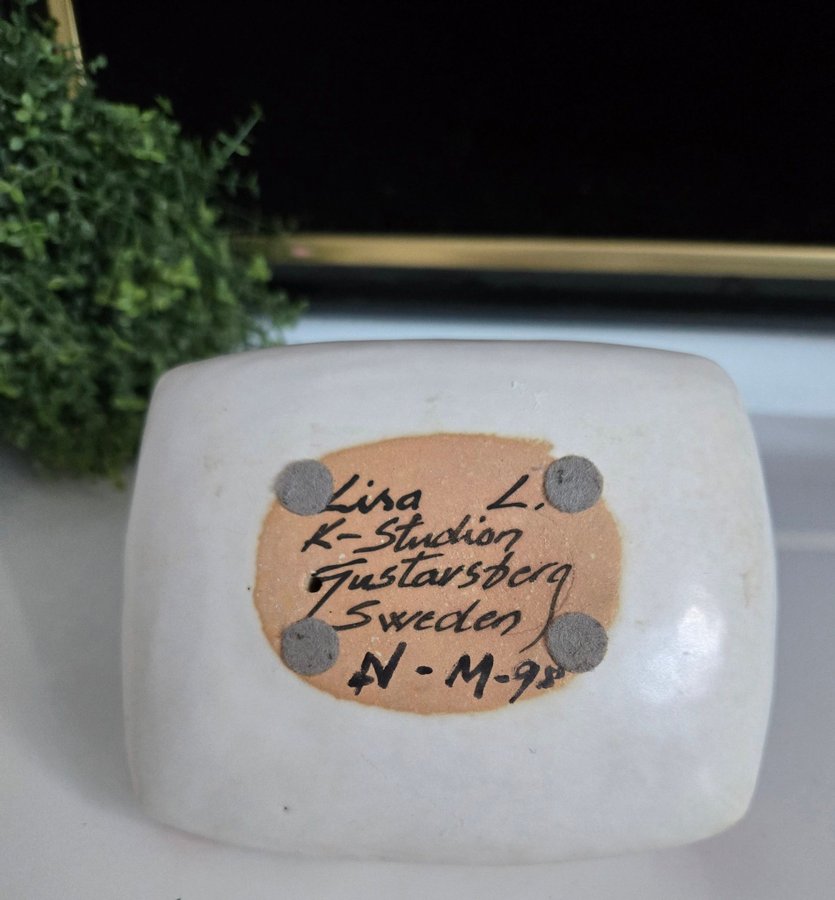 Lisa L.
K-Studion
Gustavsberg
Sweden
N-M-98